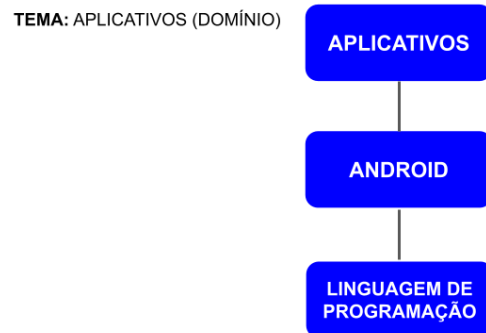 TEMA: APLICATIVOS (DOMÍNIO)
APLICATIVOS
ANDROID
LINGUAGEM DE
PROGRAMAÇÃO